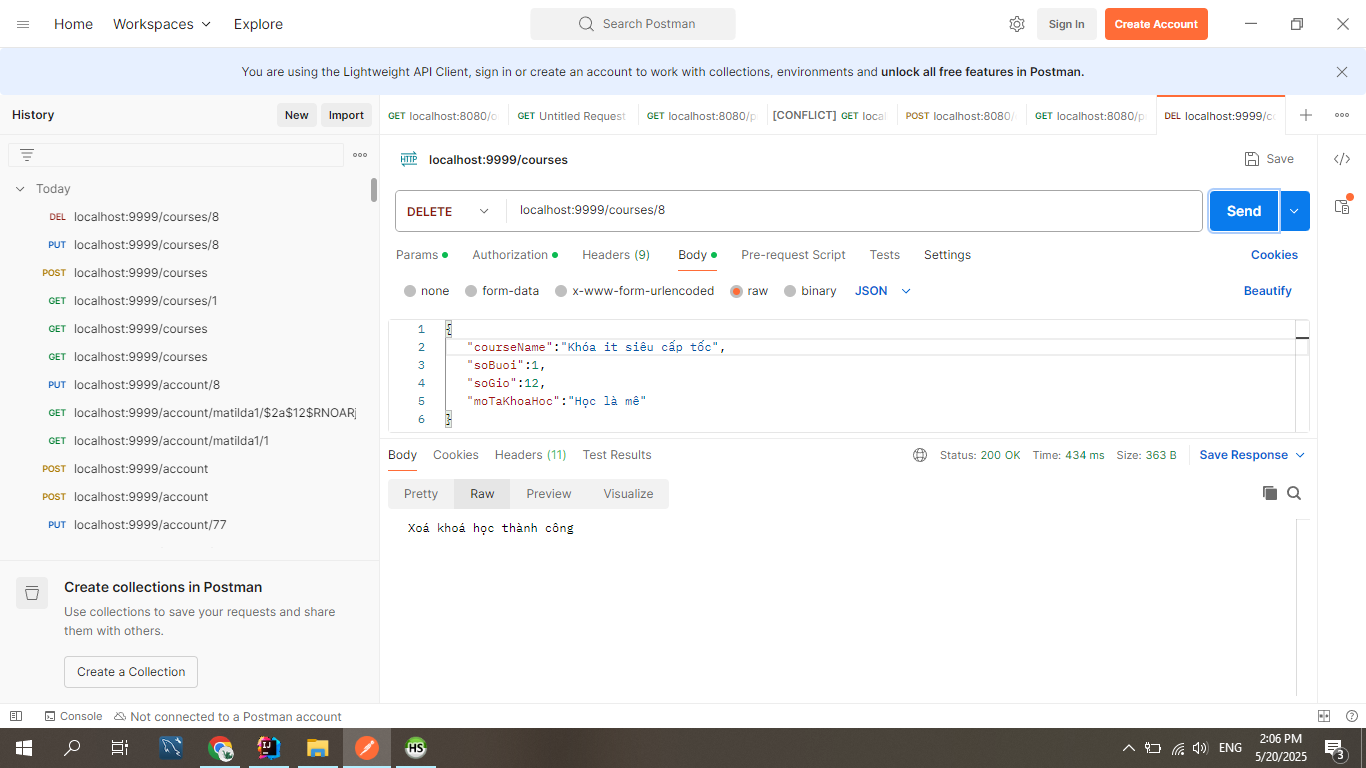 Home Workspaces Explore Search Postman Sign In Create Account
You are using the Lightweight API Client, sign in or create an account to work with collections, environments and unlock all free features in Postman.
History New Import
GET localhost:8080/o GET Untitled Request GET localhost:8080/p [CONFLICT] GET local POST localhost:8080/ GET localhost:8080/p DEL localhost:9999/co
HTTP localhost:9999/courses Save
Today
DEL localhost:9999/courses/8
PUT localhost:9999/courses/8
POST localhost:9999/courses
GET localhost:9999/courses/1
GET localhost:9999/courses
GET localhost:9999/courses
PUT localhost:9999/account/8
GET localhost:9999/account/matilda1/$2a$12$RNOARj
GET localhost:9999/account/matilda1/1
POST localhost:9999/account
POST localhost:9999/account
PUT localhost:9999/account/77
Create collections in Postman
Use collections to save your requests and share
them with others.
Create a Collection
DELETE localhost:9999/courses/8 Send
Params Authorization Headers (9) Body Pre-request Script Tests Settings Cookies
none form-data x-www-form-urlencoded raw binary JSON Beautify
1 {
2 "courseName":"Khóa it siêu cấp tốc",
3 "soBuoi":1,
4 "soGio":12,
5 "moTaKhoaHoc":"Học là mê"
6 }
Body Cookies Headers (11) Test Results Status: 200 OK Time: 434 ms Size: 363 B Save Response
Pretty Raw Preview Visualize
Xoá khoá học thành công
Console Not connected to a Postman account
HS ENG 2:06 PM
5/20/2025 3